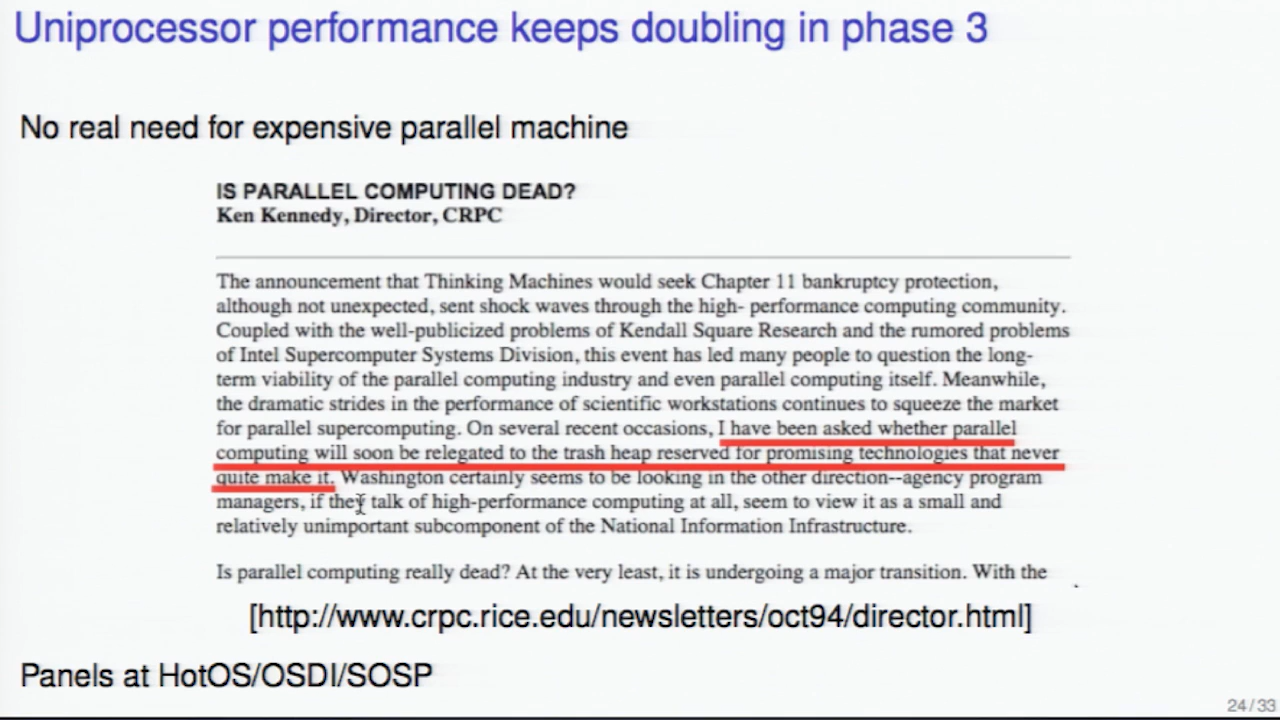 Uniprocessor performance keeps doubling in phase 3
No real need for expensive parallel machine
IS PARALLEL COMPUTING DEAD?
Ken Kennedy, Director, CRPC
The announcement that Thinking Machines would seek Chapter 11 bankruptcy protection,
although not unexpected, sent shock waves through the high- performance computing community.
Coupled with the well-publicized problems of Kendall Square Research and the rumored problems
of Intel Supercomputer Systems Division, this event has led many people to question the long-
term viability of the parallel computing industry and even parallel computing itself. Meanwhile,
the dramatic strides in the performance of scientific workstations continues to squeeze the market
for parallel supercomputing. On several recent occasions, I have been asked whether parallel
computing will soon be relegated to the trash heap reserved for promising technologies that never
quite make it. Washington certainly seems to be looking in the other direction--agency program
managers, if they talk of high-performance computing at all, seem to view it as a small and
relatively unimportant subcomponent of the National Information Infrastructure.
Is parallel computing really dead? At the very least, it is undergoing a major transition. With the
[http://www.crpc.rice.edu/newsletters/oct94/director.html]
Panels at HotOS/OSDI/SOSP
24/33